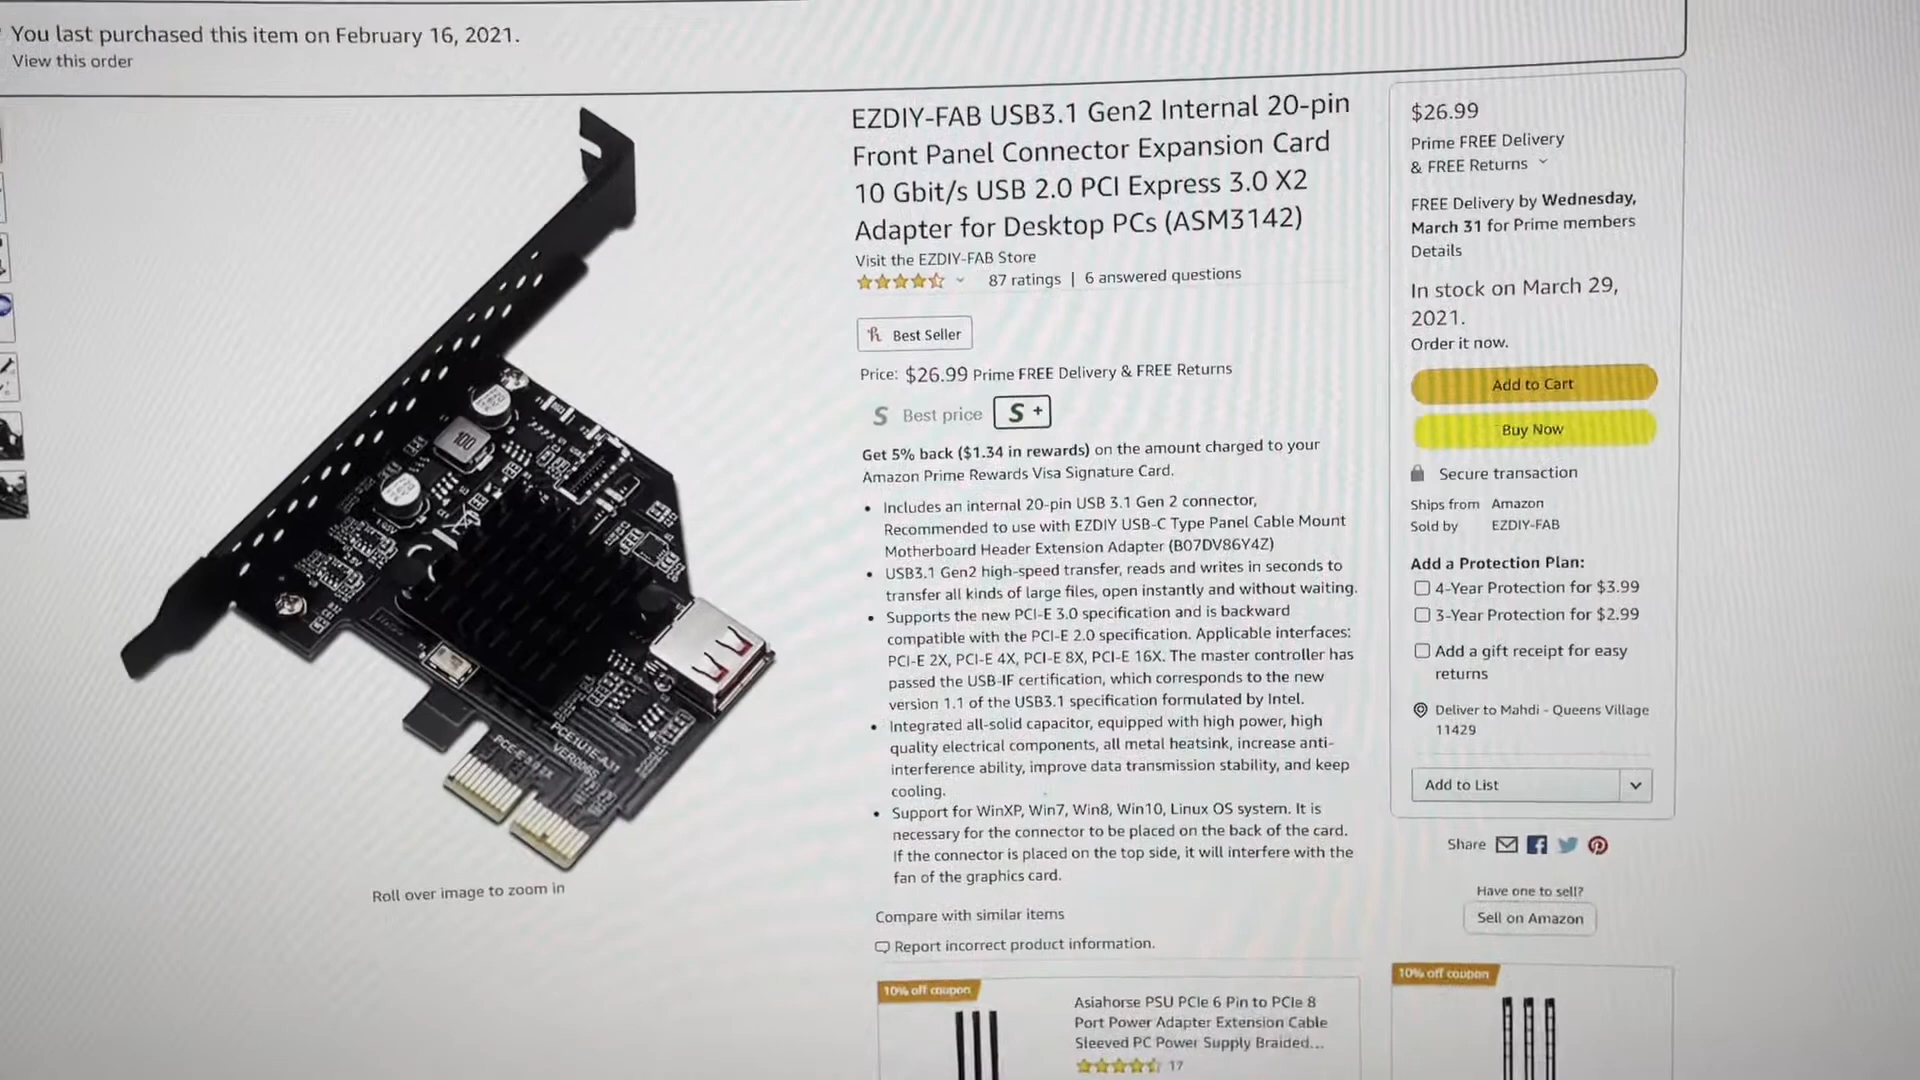 You last purchased this item on February 16, 2021.
View this order
EZDIY-FAB USB3.1 Gen2 Internal 20-pin
Front Panel Connector Expansion Card
10 Gbit/s USB 2.0 PCI Express 3.0 X2
Adapter for Desktop PCs (ASM3142)
Visit the EZDIY-FAB Store
87 ratings | 6 answered questions
Best Seller
Price: $26.99 Prime FREE Delivery & FREE Returns
S Best price S +
Get 5% back ($1.34 in rewards) on the amount charged to your
Amazon Prime Rewards Visa Signature Card.
• Includes an internal 20-pin USB 3.1 Gen 2 connector,
Recommended to use with EZDIY USB-C Type Panel Cable Mount
Motherboard Header Extension Adapter (B07DV86Y4Z)
• USB3.1 Gen2 high-speed transfer, reads and writes in seconds to
transfer all kinds of large files, open instantly and without waiting.
• Supports the new PCI-E 3.0 specification and is backward
compatible with the PCI-E 2.0 specification. Applicable interfaces:
PCI-E 2X, PCI-E 4X, PCI-E 8X, PCI-E 16X. The master controller has
passed the USB-IF certification, which corresponds to the new
version 1.1 of the USB3.1 specification formulated by Intel.
• Integrated all-solid capacitor, equipped with high power, high
quality electrical components, all metal heatsink, increase anti-
interference ability, improve data transmission stability, and keep
cooling.
• Support for WinXP, Win7, Win8, Win10, Linux OS system. It is
necessary for the connector to be placed on the back of the card.
If the connector is placed on the top side, it will interfere with the
fan of the graphics card.
Compare with similar items
Report incorrect product information.
10% off coupon
Asiahorse PSU PCIe 6 Pin to PCIe 8
Port Power Adapter Extension Cable
Sleeved PC Power Supply Braided...
17
$26.99
Prime FREE Delivery
& FREE Returns
FREE Delivery by Wednesday,
March 31 for Prime members
Details
In stock on March 29,
2021.
Order it now.
Add to Cart
Buy Now
Secure transaction
Ships from Amazon
Sold by EZDIY-FAB
Add a Protection Plan:
4-Year Protection for $3.99
3-Year Protection for $2.99
Add a gift receipt for easy
returns
Deliver to Mahdi - Queens Village
11429
Add to List
Share
Have one to sell?
Sell on Amazon
10% off coupon
100
PCE1U1E-A31
Roll over image to zoom in